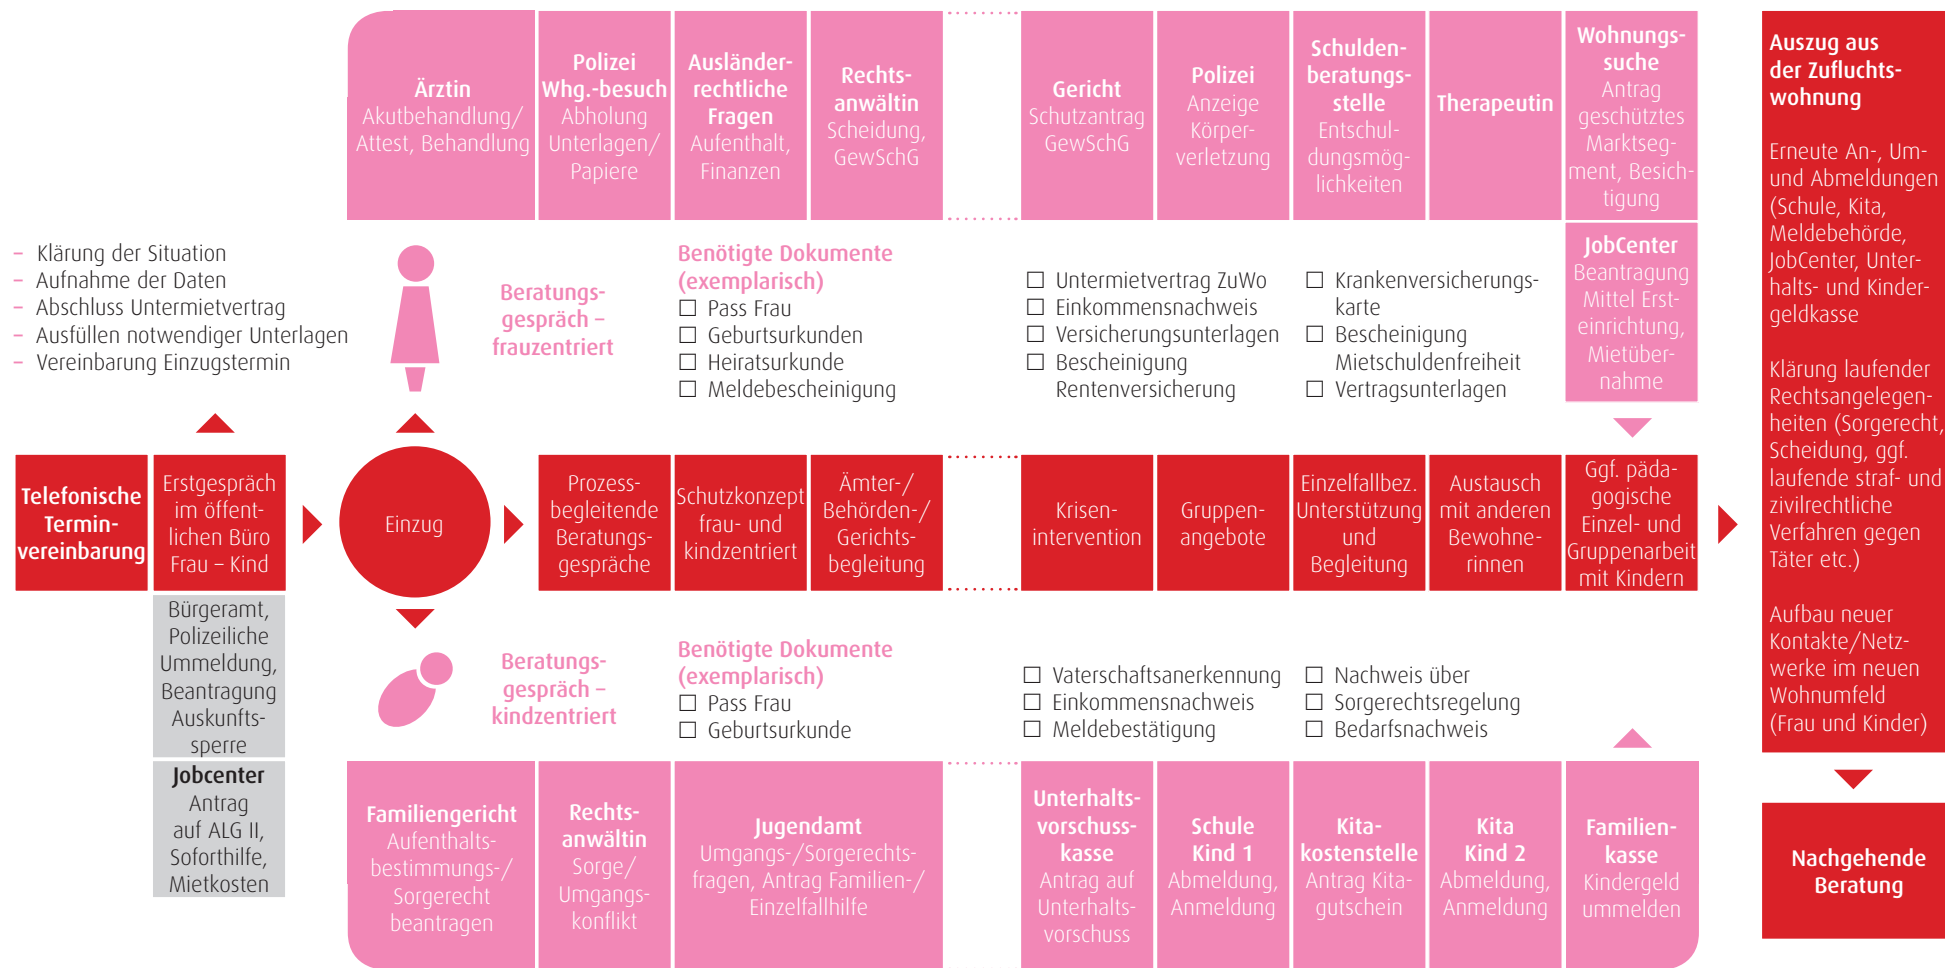 Ärztin
Akutbehandlung/
Attest, Behandlung
Polizei
Whg.-besuch
Abholung
Unterlagen/
Papiere
Ausländer-
rechtliche
Fragen
Aufenthalt,
Finanzen
Rechts-
anwältin
Scheidung,
GewSchG
Gericht
Schutzantrag
GewSchG
Polizei
Anzeige
Körper-
verletzung
Schulden-
beratungs-
stelle
Entschul-
dungsmög-
lichkeiten
Therapeutin
Wohnungs-
suche
Antrag
geschütztes
Marktseg-
ment, Besich-
tigung
JobCenter
Beantragung
Mittel Erst-
einrichtung,
Mietüber-
nahme
– Klärung der Situation
– Aufnahme der Daten
– Abschluss Untermietvertrag
– Ausfüllen notwendiger Unterlagen
– Vereinbarung Einzugstermin
Beratungs-
gespräch –
frauzentriert
Benötigte Dokumente
(exemplarisch)
☐ Pass Frau
☐ Geburtsurkunden
☐ Heiratsurkunde
☐ Meldebescheinigung
☐ Untermietvertrag ZuWo
☐ Einkommensnachweis
☐ Versicherungsunterlagen
☐ Bescheinigung
Rentenversicherung
☐ Krankenversicherungs-
karte
☐ Bescheinigung
Mietschuldenfreiheit
☐ Vertragsunterlagen
Telefonische
Termin-
vereinbarung
Erstgespräch
im öffent-
lichen Büro
Frau – Kind
Bürgeramt,
Polizeiliche
Ummeldung,
Beantragung
Auskunfts-
sperre
Jobcenter
Antrag
auf ALG II,
Soforthilfe,
Mietkosten
Einzug
Prozess-
begleitende
Beratungs-
gespräche
Schutzkonzept
frau- und
kindzentriert
Ämter-/
Behörden-/
Gerichts-
begleitung
Krisen-
intervention
Gruppen-
angebote
Einzelfallbez.
Unterstützung
und
Begleitung
Austausch
mit anderen
Bewohne-
rinnen
Ggf. päda-
gogische
Einzel- und
Gruppenarbeit
mit Kindern
Beratungs-
gespräch –
kindzentriert
Benötigte Dokumente
(exemplarisch)
☐ Pass Frau
☐ Geburtsurkunde
☐ Vaterschaftsanerkennung
☐ Einkommensnachweis
☐ Meldebestätigung
☐ Nachweis über
☐ Sorgerechtsregelung
☐ Bedarfsnachweis
Familiengericht
Aufenthalts-
bestimmungs-/
Sorgerecht
beantragen
Rechts-
anwältin
Sorge/
Umgangs-
konflikt
Jugendamt
Umgangs-/Sorgerechts-
fragen, Antrag Familien-/
Einzelfallhilfe
Unterhalts-
vorschuss-
kasse
Antrag auf
Unterhalts-
vorschuss
Schule
Kind 1
Abmeldung,
Anmeldung
Kita-
kostenstelle
Antrag Kita-
gutschein
Kita
Kind 2
Abmeldung,
Anmeldung
Familien-
kasse
Kindergeld
ummelden
Auszug aus
der Zufluchts-
wohnung
Erneute An-, Um-
und Abmeldungen
(Schule, Kita,
Meldebehörde,
JobCenter, Unter-
halts- und Kinder-
geldkasse
Klärung laufender
Rechtsangelegen-
heiten (Sorgerecht,
Scheidung, ggf.
laufende straf- und
zivilrechtliche
Verfahren gegen
Täter etc.)
Aufbau neuer
Kontakte/Netz-
werke im neuen
Wohnumfeld
(Frau und Kinder)
Nachgehende
Beratung